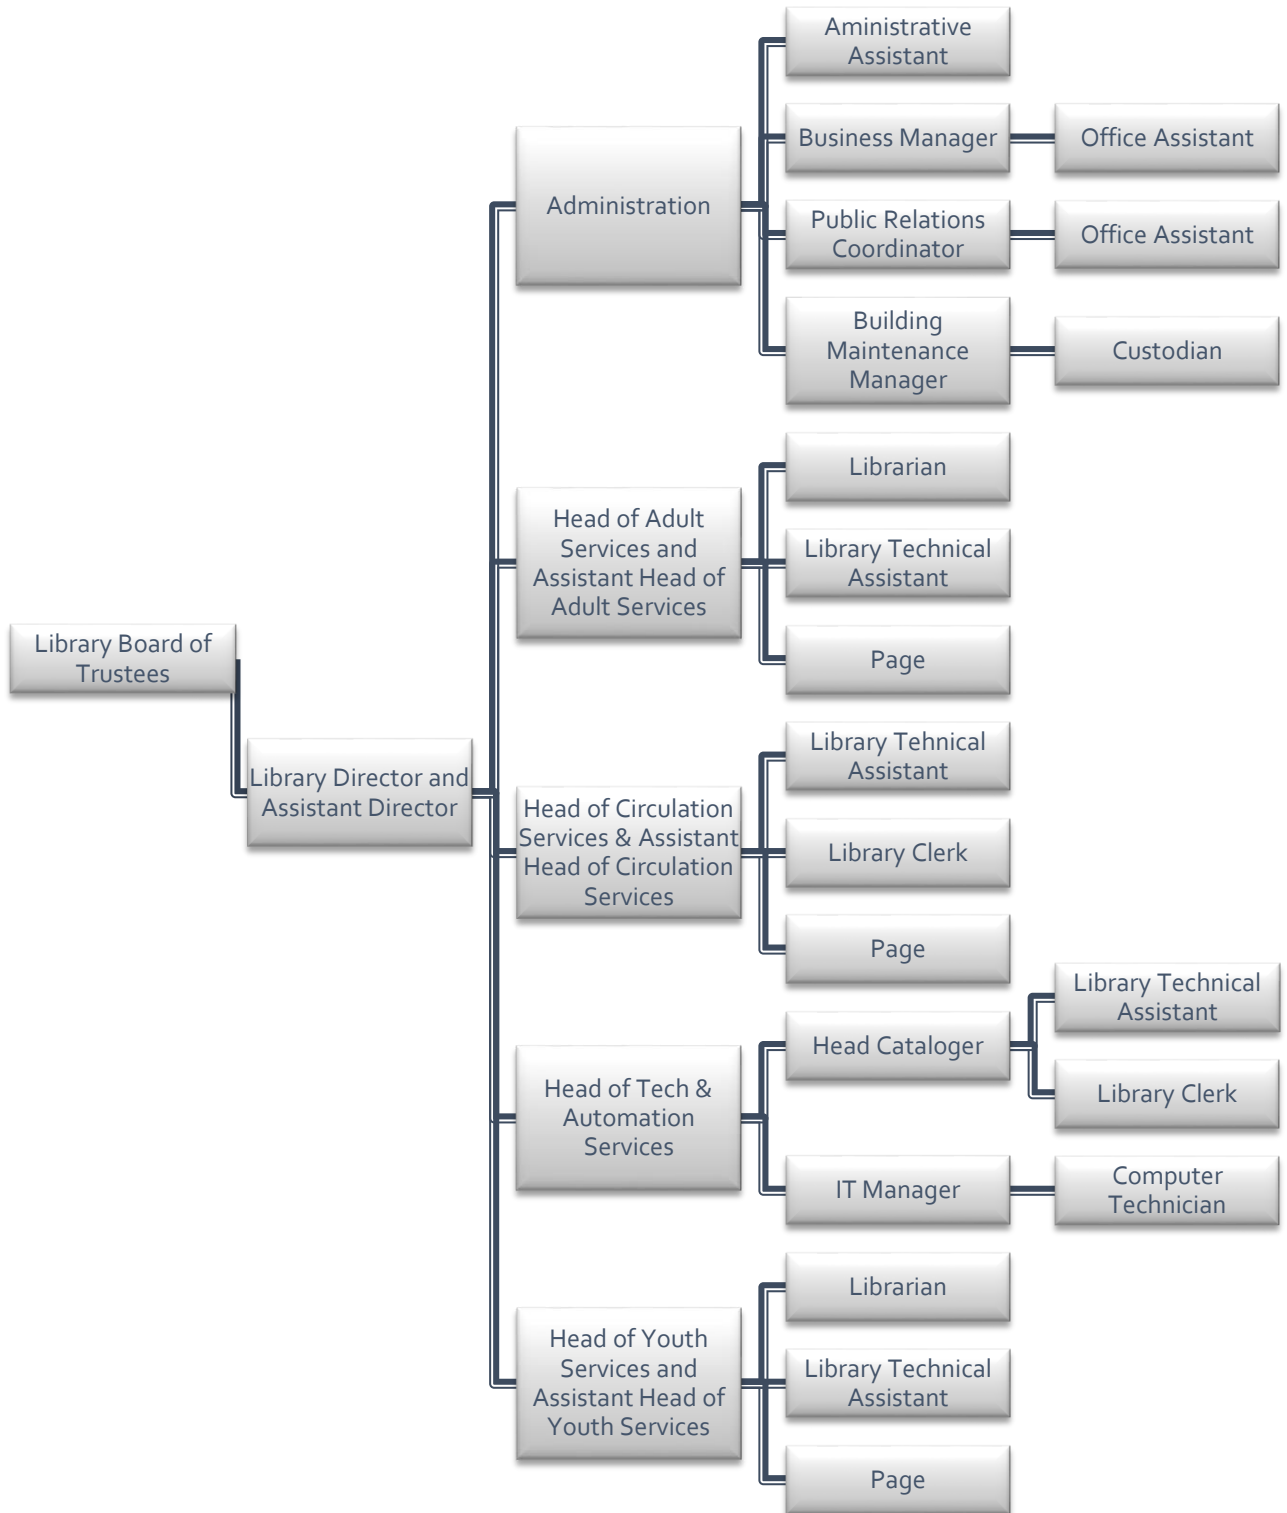 Library Board of
Trustees
Library Director and
Assistant Director
Administration
Aministrative
Assistant
Business Manager
Office Assistant
Public Relations
Coordinator
Office Assistant
Building
Maintenance
Manager
Custodian
Head of Adult
Services and
Assistant Head of
Adult Services
Librarian
Library Technical
Assistant
Page
Head of Circulation
Services & Assistant
Head of Circulation
Services
Library Tehnical
Assistant
Library Clerk
Page
Head of Tech &
Automation
Services
Head Cataloger
Library Technical
Assistant
Library Clerk
IT Manager
Computer
Technician
Head of Youth
Services and
Assistant Head of
Youth Services
Librarian
Library Technical
Assistant
Page